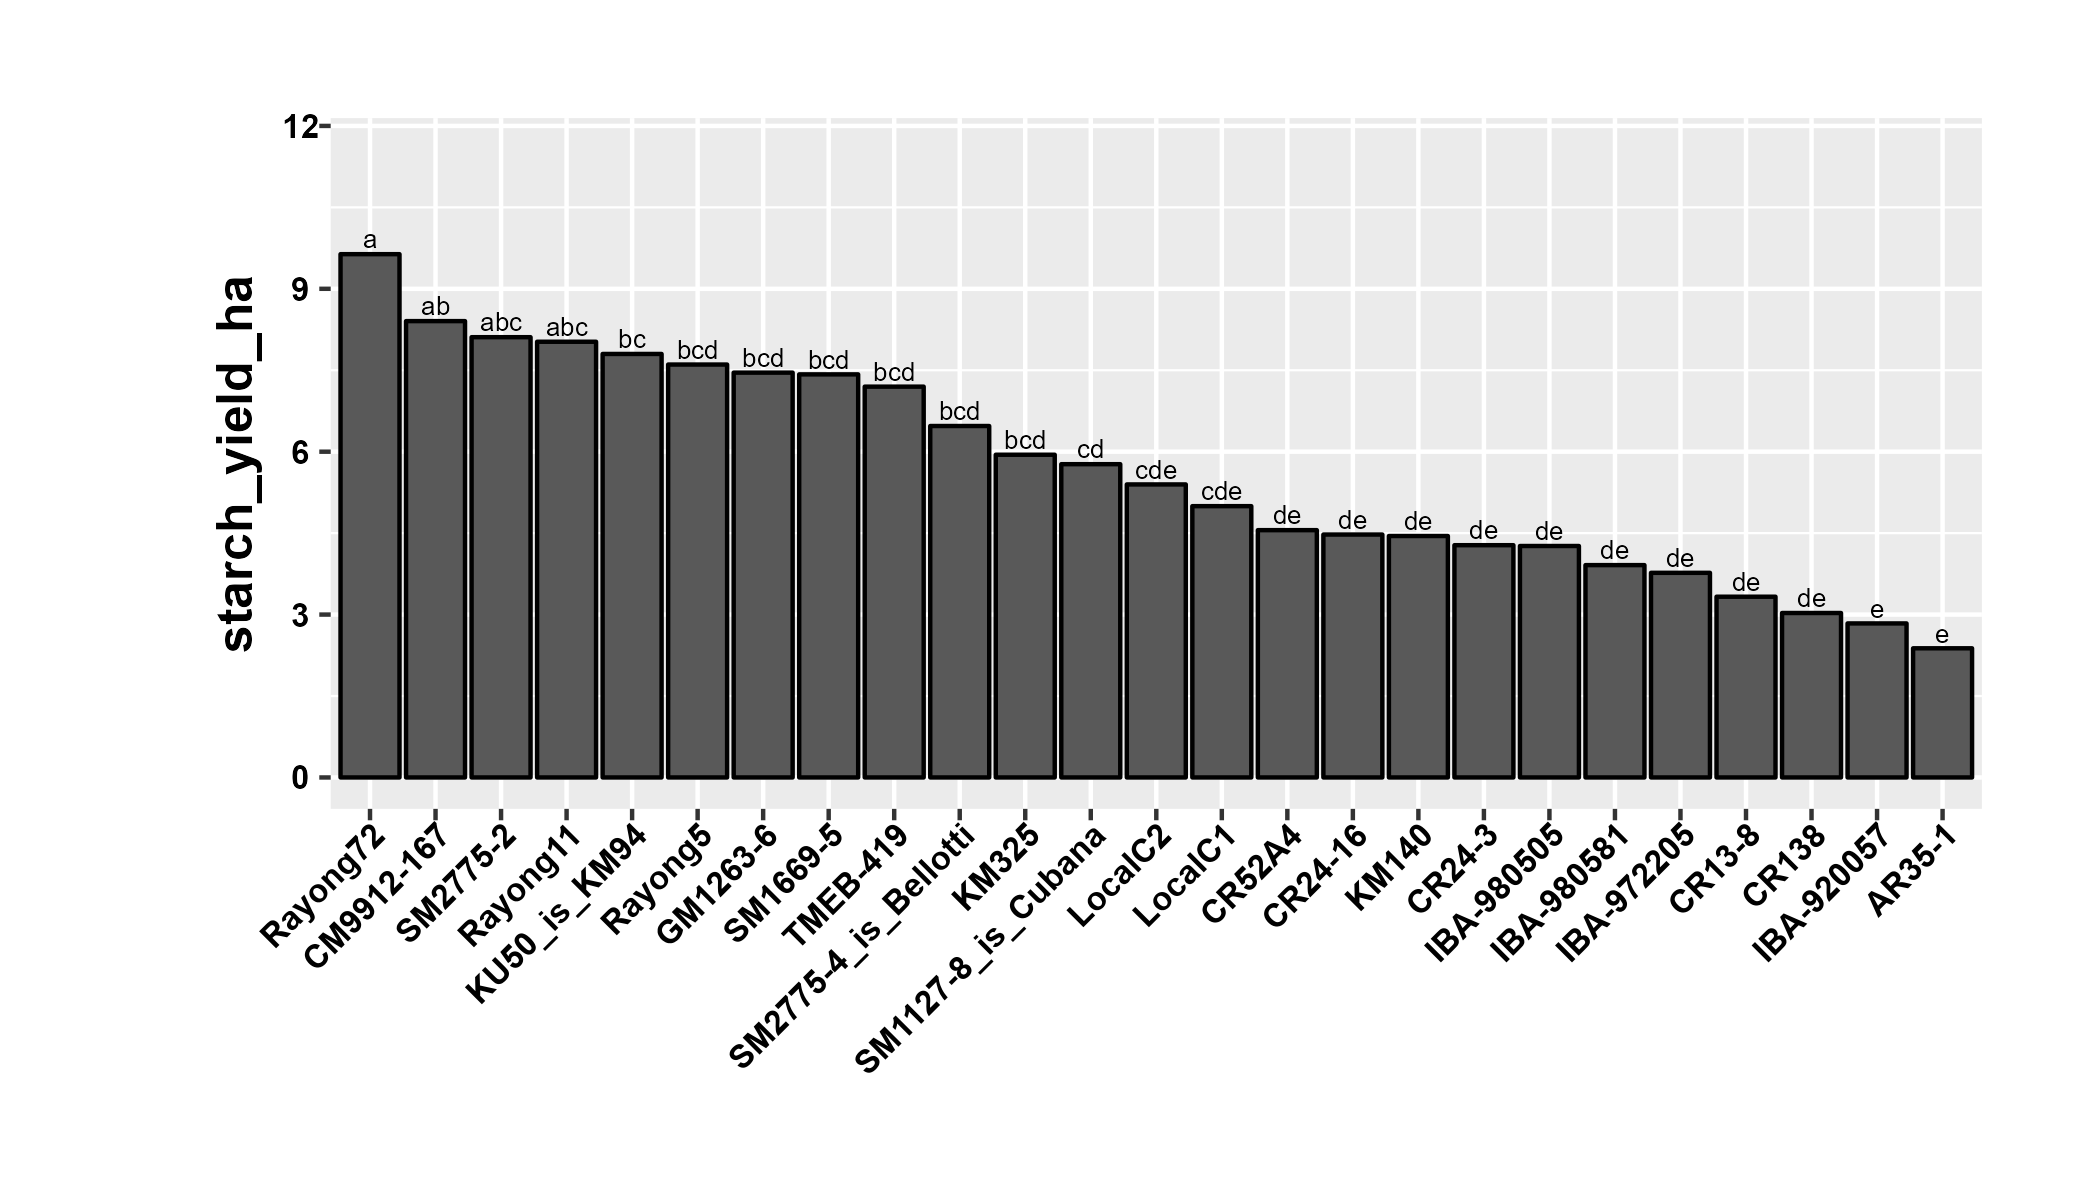 starch_yield_ha
12
9
6
3
0
a
ab
abc
abc
bc
bcd
bcd
bcd
bcd
bcd
bcd
cd
cde
cde
de
de
de
de
de
de
de
de
de
e
e
Rayong72
CM9912-167
SM2775-2
Rayong11
KU50_is_KM94
Rayong5
GM1263-6
SM1669-5
TMEB-419
SM2775-4_is_Bellotti
KM325
SM1127-8_is_Cubana
LocalC2
LocalC1
CR52A4
CR24-16
KM140
CR24-3
IBA-980505
IBA-980581
IBA-972205
CR13-8
CR138
IBA-920057
AR35-1